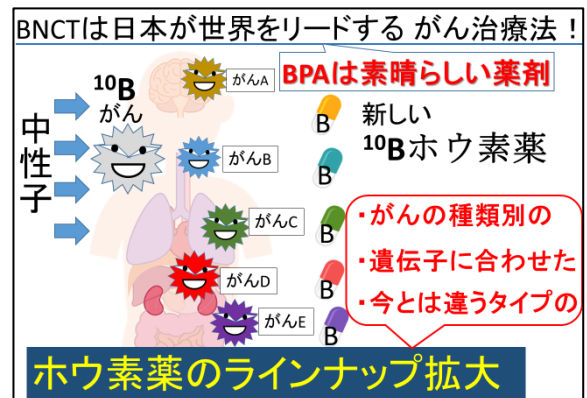 BNCTは日本が世界をリードする がん治療法！
BPAは素晴らしい薬剤
¹⁰B
がん
中性子
がんA
がんB
がんC
がんD
がんE
B
B
B
B
B
新しい
¹⁰Bホウ素薬
・がんの種類別の
・遺伝子に合わせた
・今とは違うタイプの
ホウ素薬のラインナップ拡大